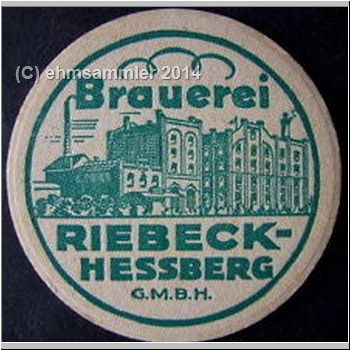 (C) ehmsammler 2014
Brauerei
RIEBECK-
HESSBERG
G.M.B.H.